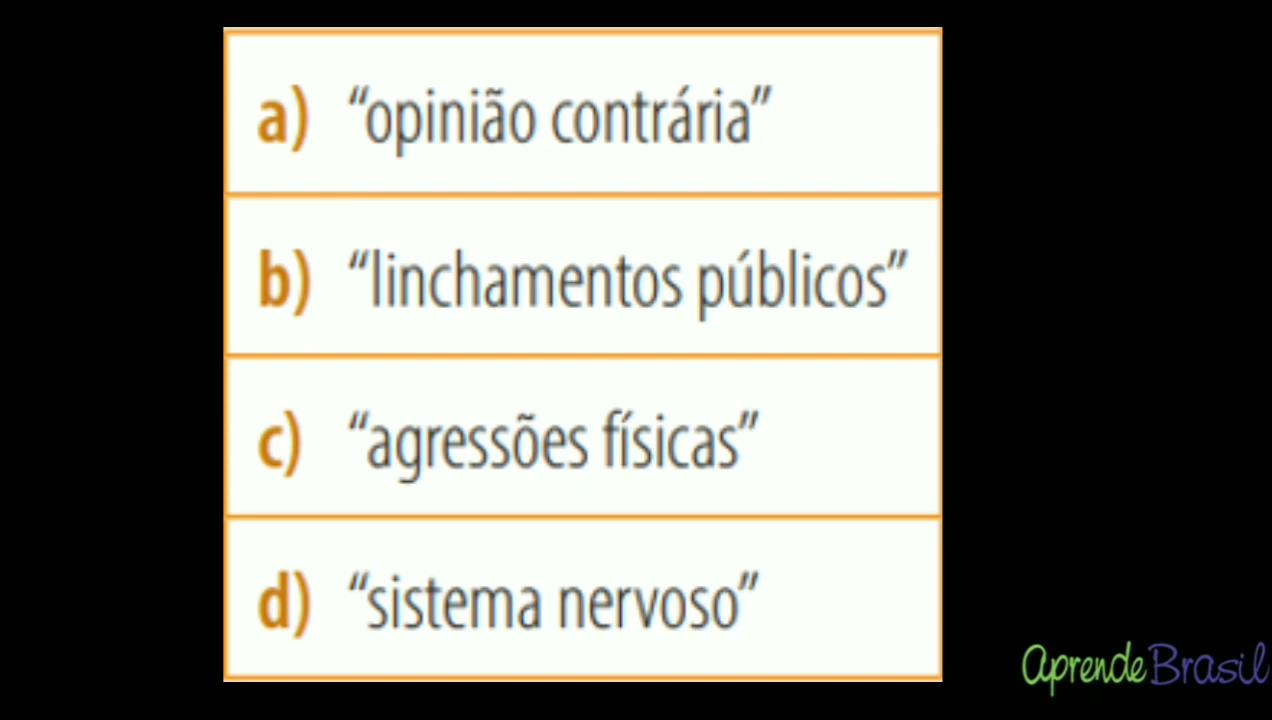 a) “opinião contrária”
b) “linchamentos públicos”
c) “agressões físicas”
d) “sistema nervoso”
aprendeBrasil